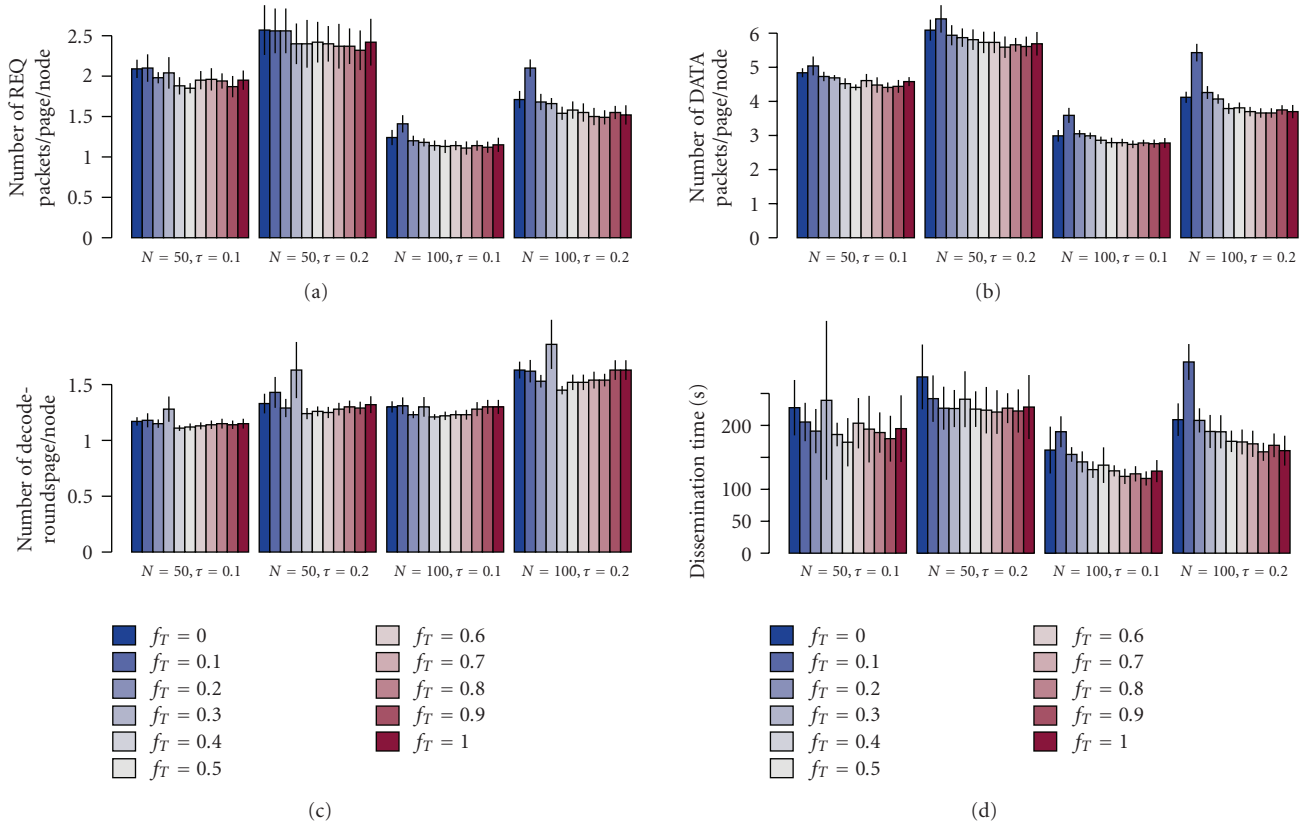 Number of REQ
packets/page/node
2.5
2
1.5
1
0.5
0
N = 50, τ = 0.1
N = 50, τ = 0.2
N = 100, τ = 0.1
N = 100, τ = 0.2
(a)
Number of DATA
packets/page/node
6
5
4
3
2
1
0
N = 50, τ = 0.1
N = 50, τ = 0.2
N = 100, τ = 0.1
N = 100, τ = 0.2
(b)
Number of decode-
roundspage/node
1.5
1
0.5
0
N = 50, τ = 0.1
N = 50, τ = 0.2
N = 100, τ = 0.1
N = 100, τ = 0.2
f_T = 0
f_T = 0.1
f_T = 0.2
f_T = 0.3
f_T = 0.4
f_T = 0.5
f_T = 0.6
f_T = 0.7
f_T = 0.8
f_T = 0.9
f_T = 1
(c)
Dissemination time (s)
200
100
50
0
N = 50, τ = 0.1
N = 50, τ = 0.2
N = 100, τ = 0.1
N = 100, τ = 0.2
f_T = 0
f_T = 0.1
f_T = 0.2
f_T = 0.3
f_T = 0.4
f_T = 0.5
f_T = 0.6
f_T = 0.7
f_T = 0.8
f_T = 0.9
f_T = 1
(d)